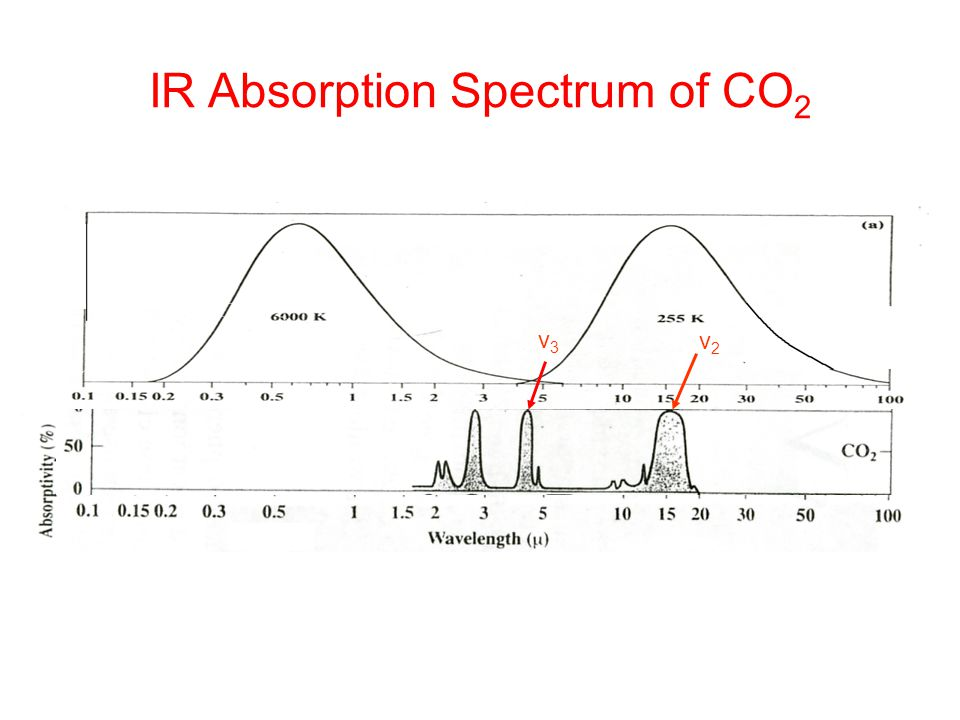 IR Absorption Spectrum of CO₂
(a)
6000 K
255 K
ν₃
ν₂
0.1 0.15 0.2 0.3 0.5 1 1.5 2 3 5 10 15 20 30 50 100
Absorptivity (%)
50
0
CO₂
0.1 0.15 0.2 0.3 0.5 1 1.5 2 3 5 10 15 20 30 50 100
Wavelength (μ)